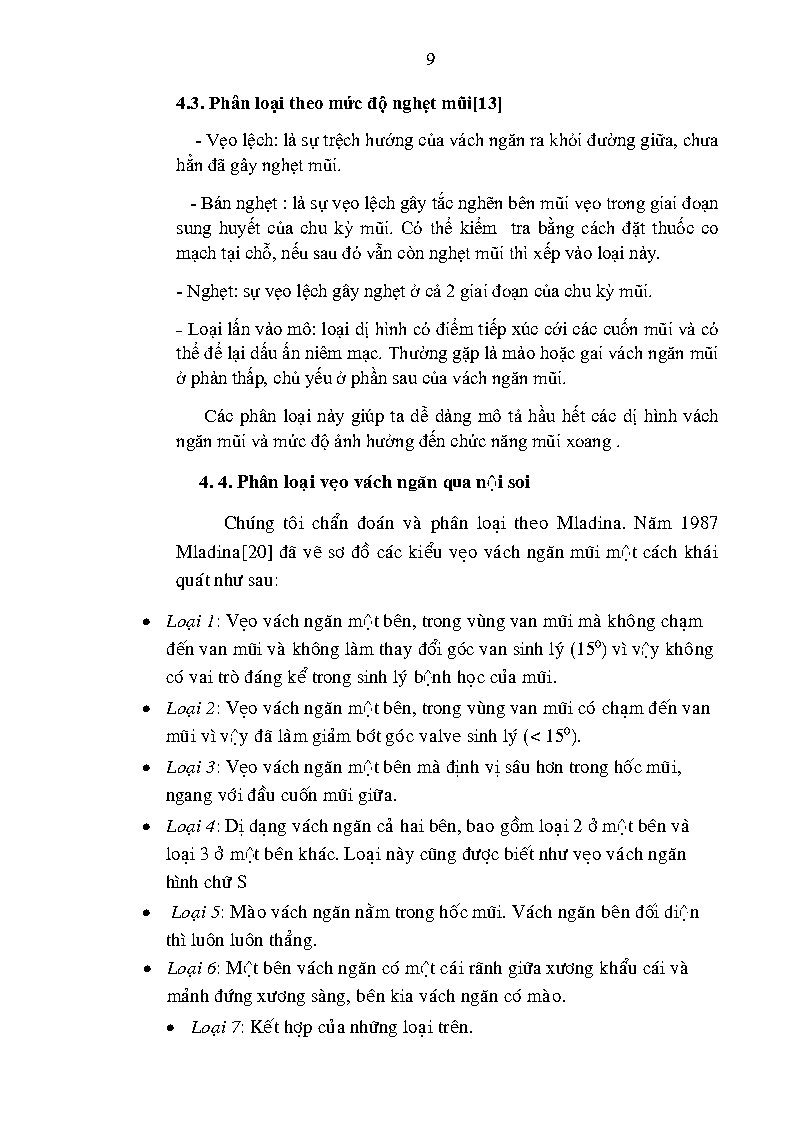 9
4.3. Phân loại theo mức độ nghẹt mũi[13]
- Vẹo lệch: là sự trệch hướng của vách ngăn ra khỏi đường giữa, chưa
hẳn đã gây nghẹt mũi.
- Bán nghẹt : là sự vẹo lệch gây tắc nghẽn bên mũi vẹo trong giai đoạn
sung huyết của chu kỳ mũi. Có thể kiểm tra bằng cách đặt thuốc co
mạch tại chỗ, nếu sau đó vẫn còn nghẹt mũi thì xếp vào loại này.
- Nghẹt: sự vẹo lệch gây nghẹt ở cả 2 giai đoạn của chu kỳ mũi.
- Loại lấn vào mô: loại dị hình có điểm tiếp xúc cới các cuốn mũi và có
thể để lại dấu ấn niêm mạc. Thường gặp là mào hoặc gai vách ngăn mũi
ở phàn thấp, chủ yếu ở phần sau của vách ngăn mũi.
Các phân loại này giúp ta dễ dàng mô tả hầu hết các dị hình vách
ngăn mũi và mức độ ảnh hưởng đến chức năng mũi xoang .
4. 4. Phân loại vẹo vách ngăn qua nội soi
Chúng tôi chẩn đoán và phân loại theo Mladina. Năm 1987
Mladina[20] đã vẽ sơ đồ các kiểu vẹo vách ngăn mũi một cách khái
quát như sau:
• Loại 1: Vẹo vách ngăn một bên, trong vùng van mũi mà không chạm
đến van mũi và không làm thay đổi góc van sinh lý (15⁰) vì vậy không
có vai trò đáng kể trong sinh lý bệnh học của mũi.
• Loại 2: Vẹo vách ngăn một bên, trong vùng van mũi có chạm đến van
mũi vì vậy đã làm giảm bớt góc valve sinh lý (< 15⁰).
• Loại 3: Vẹo vách ngăn một bên mà định vị sâu hơn trong hốc mũi,
ngang với đầu cuốn mũi giữa.
• Loại 4: Dị dạng vách ngăn cả hai bên, bao gồm loại 2 ở một bên và
loại 3 ở một bên khác. Loại này cũng được biết như vẹo vách ngăn
hình chữ S
• Loại 5: Mào vách ngăn nằm trong hốc mũi. Vách ngăn bên đối diện
thì luôn luôn thẳng.
• Loại 6: Một bên vách ngăn có một cái rãnh giữa xương khẩu cái và
mảnh đứng xương sàng, bên kia vách ngăn có mào.
• Loại 7: Kết hợp của những loại trên.